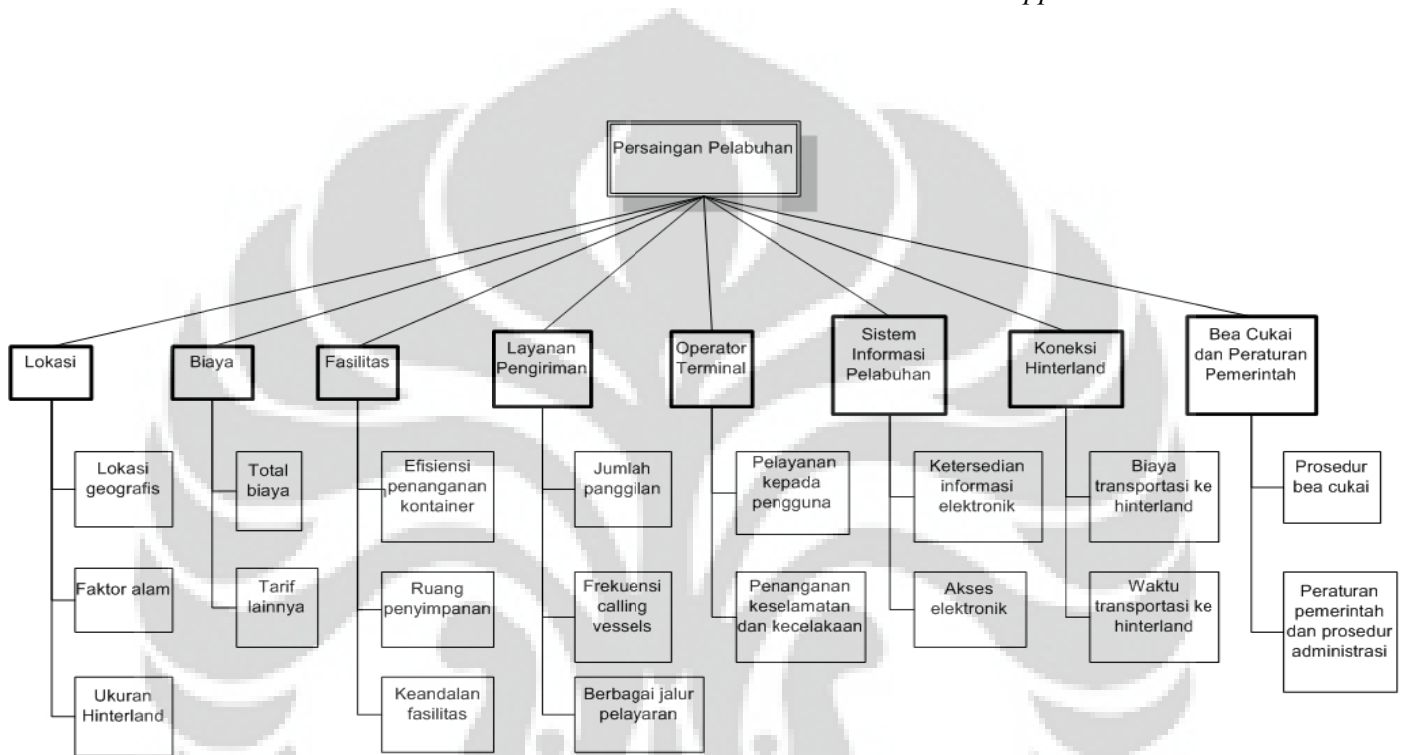 Persaingan Pelabuhan
Lokasi
Biaya
Fasilitas
Layanan
Pengiriman
Operator
Terminal
Sistem
Informasi
Pelabuhan
Koneksi
Hinterland
Bea Cukai
dan Peraturan
Pemerintah
Lokasi
geografis
Faktor alam
Ukuran
Hinterland
Total
biaya
Tarif
lainnya
Efisiensi
penanganan
kontainer
Ruang
penyimpanan
Keandalan
fasilitas
Jumlah
panggilan
Frekuensi
calling
vessels
Berbagai jalur
pelayaran
Pelayanan
kepada
pengguna
Penanganan
keselamatan
dan kecelakaan
Ketersedian
informasi
elektronik
Akses
elektronik
Biaya
transportasi ke
hinterland
Waktu
transportasi ke
hinterland
Prosedur
bea cukai
Peraturan
pemerintah
dan prosedur
administrasi